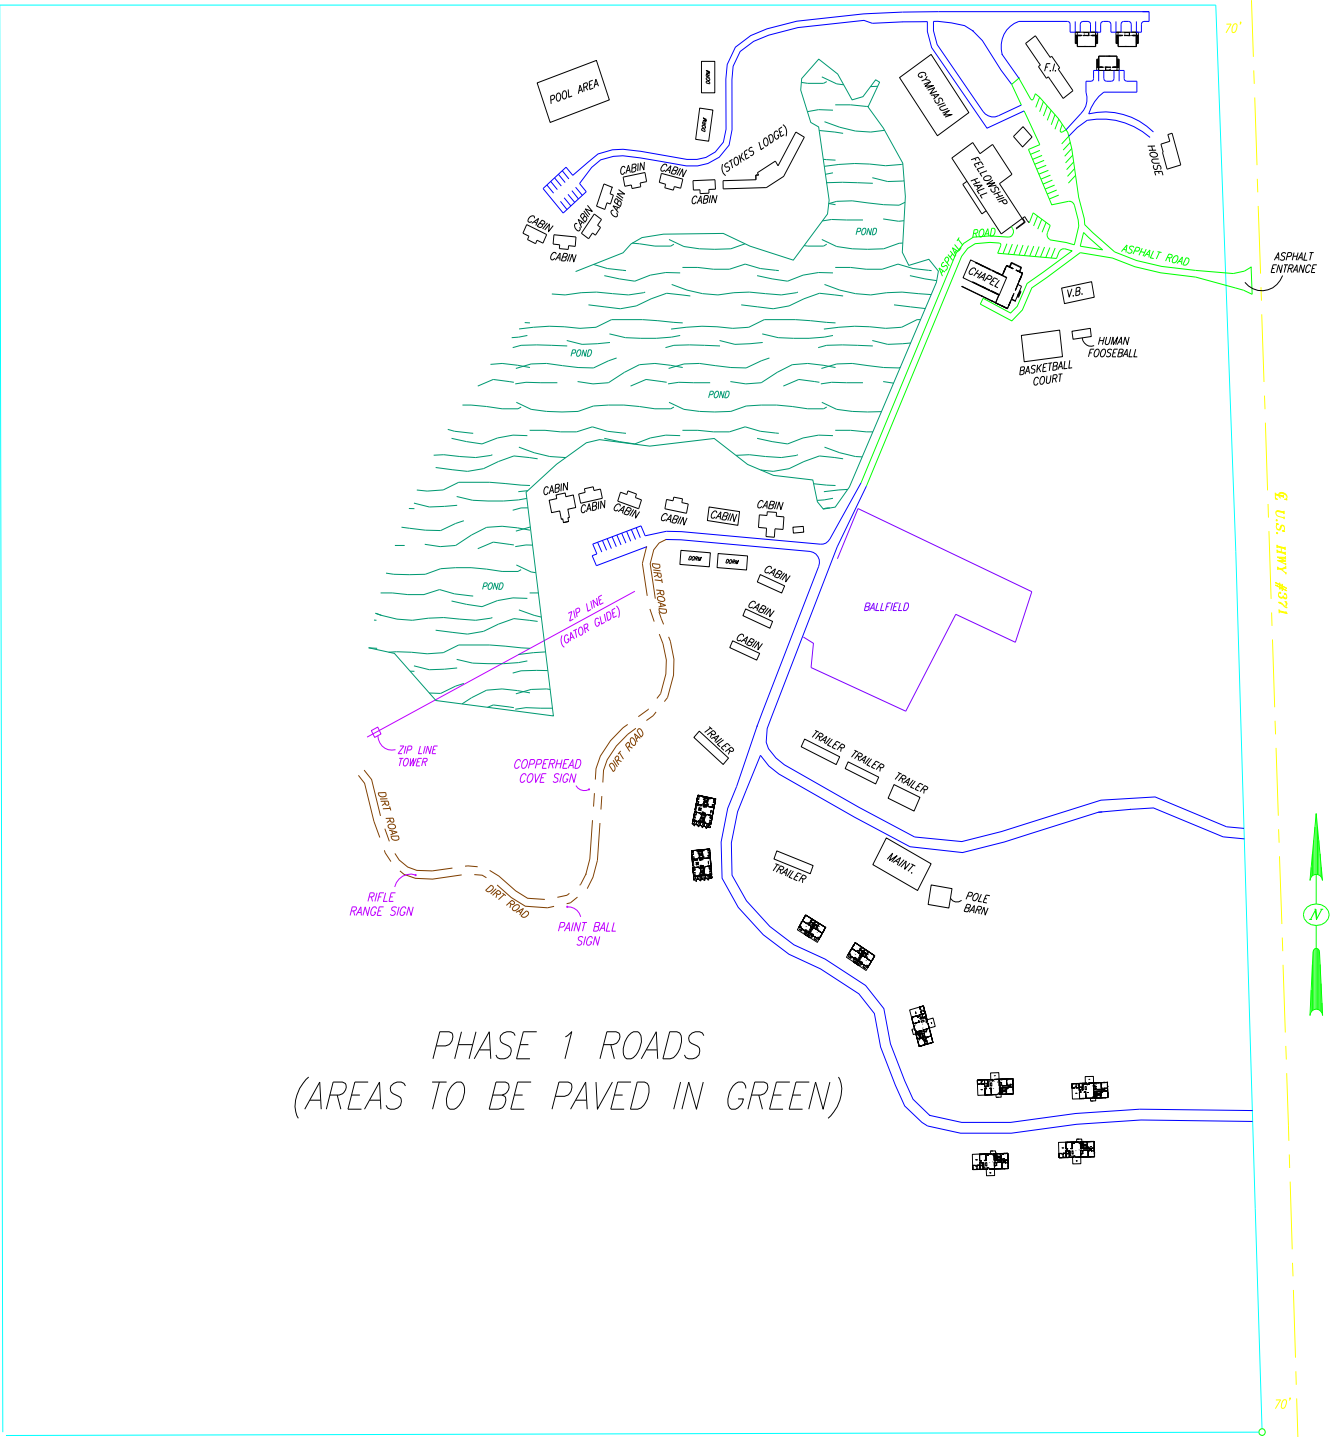 70'
POOL AREA
DORM
DORM
GYMNASIUM
F.I.
HOUSE
(STOKES LODGE)
CABIN
CABIN
CABIN
CABIN
CABIN
CABIN
CABIN
FELLOWSHIP
HALL
POND
ASPHALT ROAD
ASPHALT ROAD
ASPHALT
ENTRANCE
CHAPEL
V.B.
HUMAN
FOOSEBALL
BASKETBALL
COURT
POND
POND
CABIN
CABIN
CABIN
CABIN
CABIN
CABIN
℄ U.S. HWY #371
DORM
DORM
DIRT ROAD
POND
ZIP LINE
(GATOR GLIDE)
CABIN
CABIN
CABIN
BALLFIELD
ZIP LINE
TOWER
COPPERHEAD
COVE SIGN
DIRT ROAD
TRAILER
TRAILER
TRAILER
TRAILER
DIRT ROAD
MAINT.
TRAILER
POLE
BARN
RIFLE
RANGE SIGN
DIRT ROAD
PAINT BALL
SIGN
N
PHASE 1 ROADS
(AREAS TO BE PAVED IN GREEN)
70'